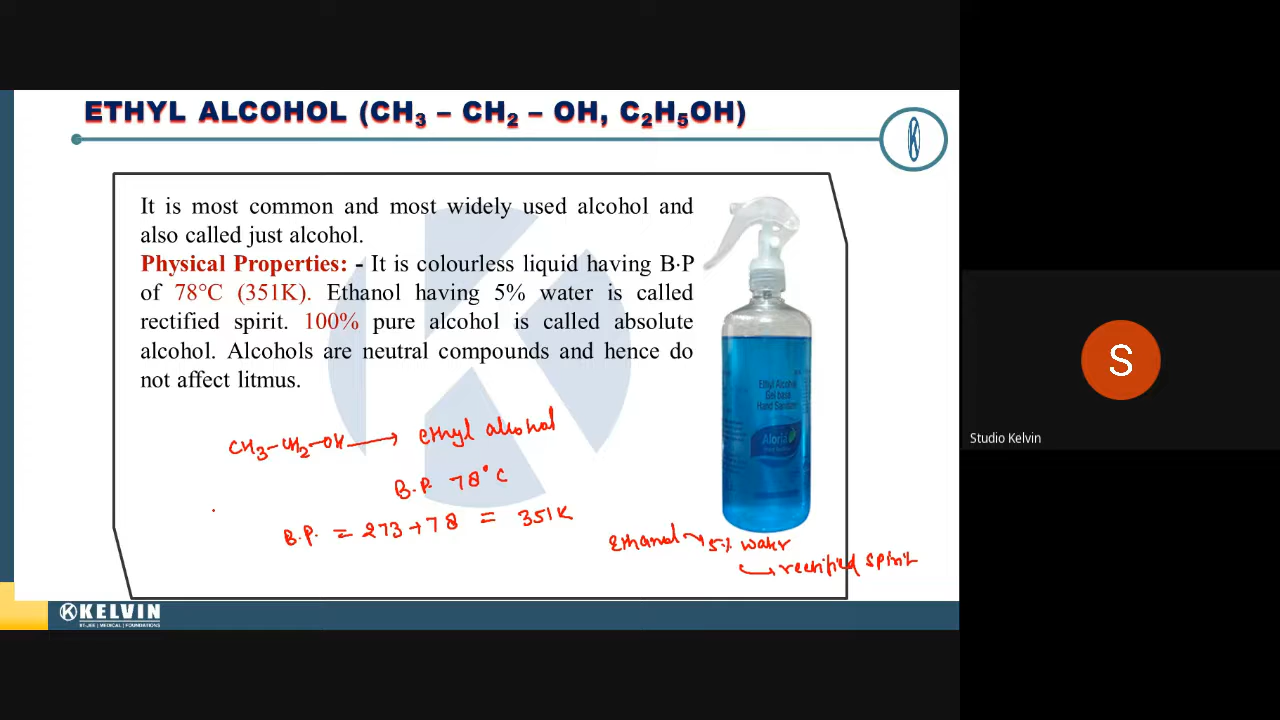 ETHYL ALCOHOL (CH₃ – CH₂ – OH, C₂H₅OH)
It is most common and most widely used alcohol and
also called just alcohol.
Physical Properties: - It is colourless liquid having B·P
of 78°C (351K). Ethanol having 5% water is called
rectified spirit. 100% pure alcohol is called absolute
alcohol. Alcohols are neutral compounds and hence do
not affect litmus.
Ethyl Alcohol
Gel base
Hand Sanitizer
Aloria
CH₃-CH₂-OH → ethyl alcohol
B.P. 78°C
B.P. = 273+78 = 351K
Ethanol → 5% water
→ rectified spirit
KELVIN
IIT-JEE | MEDICAL | FOUNDATIONS
S
Studio Kelvin